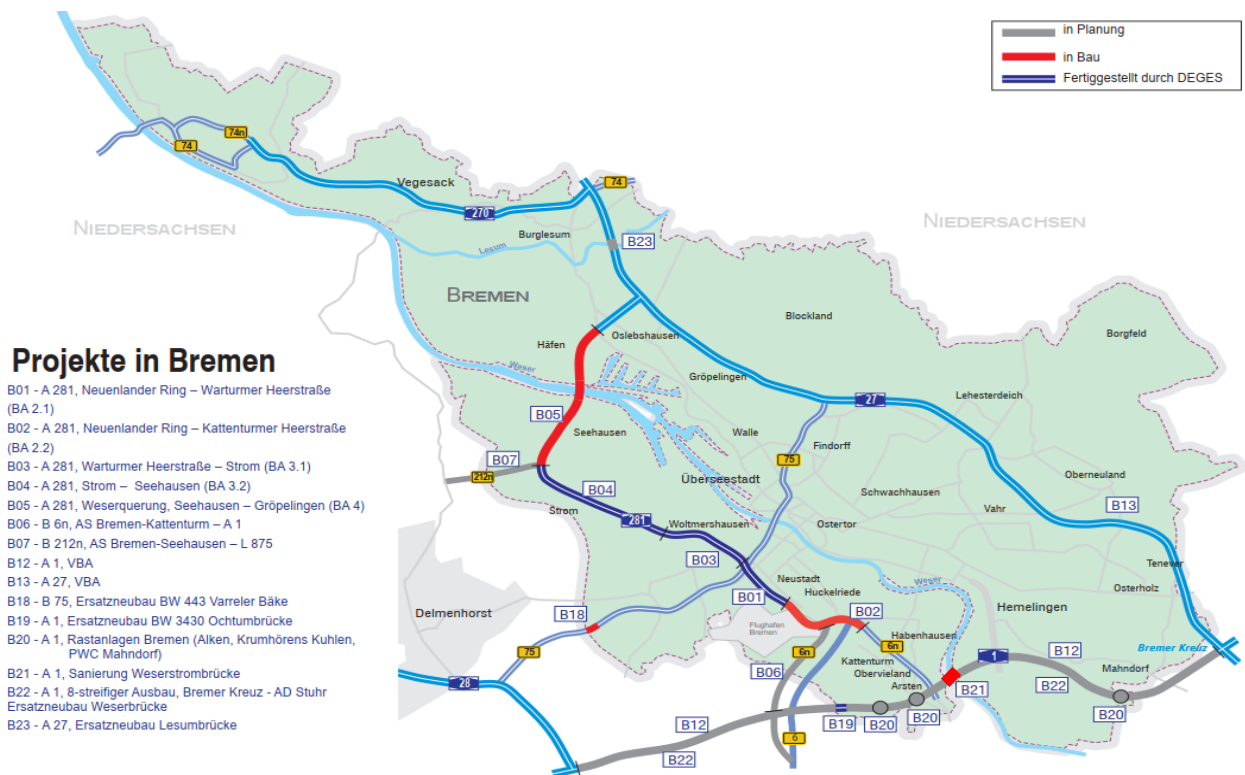 in Planung
in Bau
Fertiggestellt durch DEGES
74n
74
Vegesack
74
270
NIEDERSACHSEN
NIEDERSACHSEN
Burglesum
Lesum
B23
BREMEN
Blockland
Borgfeld
Oslebshausen
Häfen
Projekte in Bremen
B01 - A 281, Neuenlander Ring – Warturmer Heerstraße
(BA 2.1)
B02 - A 281, Neuenlander Ring – Kattenturmer Heerstraße
(BA 2.2)
B03 - A 281, Warturmer Heerstraße – Strom (BA 3.1)
B04 - A 281, Strom – Seehausen (BA 3.2)
B05 - A 281, Weserquerung, Seehausen – Gröpelingen (BA 4)
B06 - B 6n, AS Bremen-Kattenturm – A 1
B07 - B 212n, AS Bremen-Seehausen – L 875
B12 - A 1, VBA
B13 - A 27, VBA
B18 - B 75, Ersatzneubau BW 443 Varreler Bäke
B19 - A 1, Ersatzneubau BW 3430 Ochtumbrücke
B20 - A 1, Rastanlagen Bremen (Alken, Krumhörens Kuhlen,
PWC Mahndorf)
B21 - A 1, Sanierung Weserstrombrücke
B22 - A 1, 8-streifiger Ausbau, Bremer Kreuz - AD Stuhr
Ersatzneubau Weserbrücke
B23 - A 27, Ersatzneubau Lesumbrücke
Weser
Gröpelingen
27
Lehesterdeich
B05
Seehausen
Walle
Findorff
B07
212n
75
Oberneuland
B04
Überseestadt
Schwachhausen
Strom
281
Woltmershausen
Ostertor
Vahr
B13
B03
Tenever
Neustadt
Weser
Osterholz
B01
Huckelriede
B18
Delmenhorst
B02
Hemelingen
Flughafen
Bremen
Habenhausen
75
6n
6n
Bremer Kreuz
Kattenturm
1
B12
B06
Obervieland
Mahndorf
28
Arsten
B21
B22
B12
B19
B20
B20
B20
6
B22